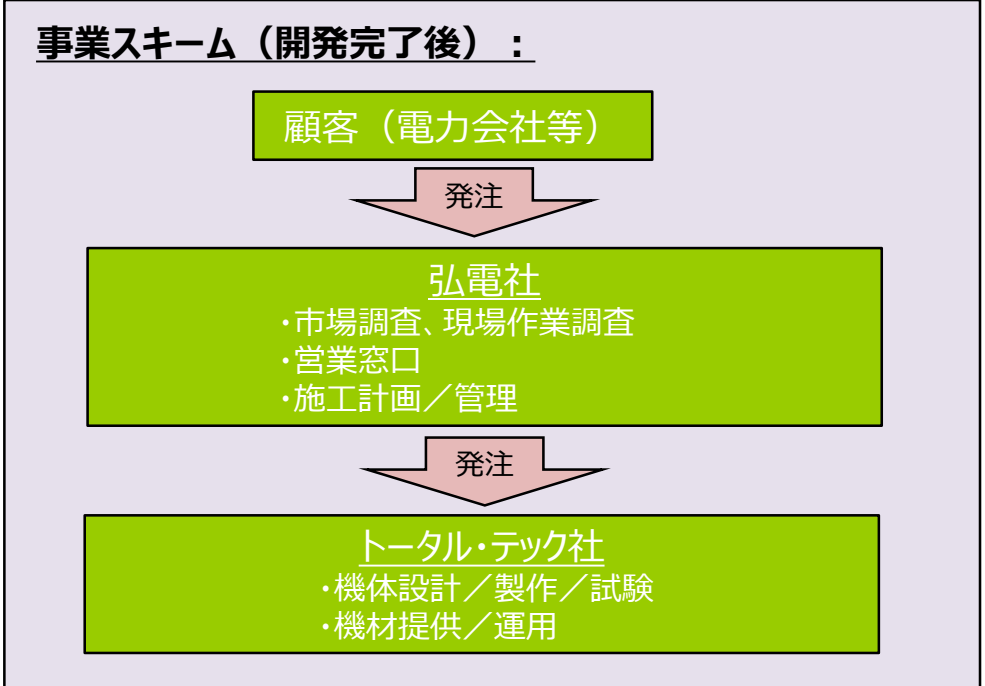 事業スキーム（開発完了後）：
顧客（電力会社等）
発注
弘電社
・市場調査、現場作業調査
・営業窓口
・施工計画／管理
発注
トータル・テック社
・機体設計／製作／試験
・機材提供／運用